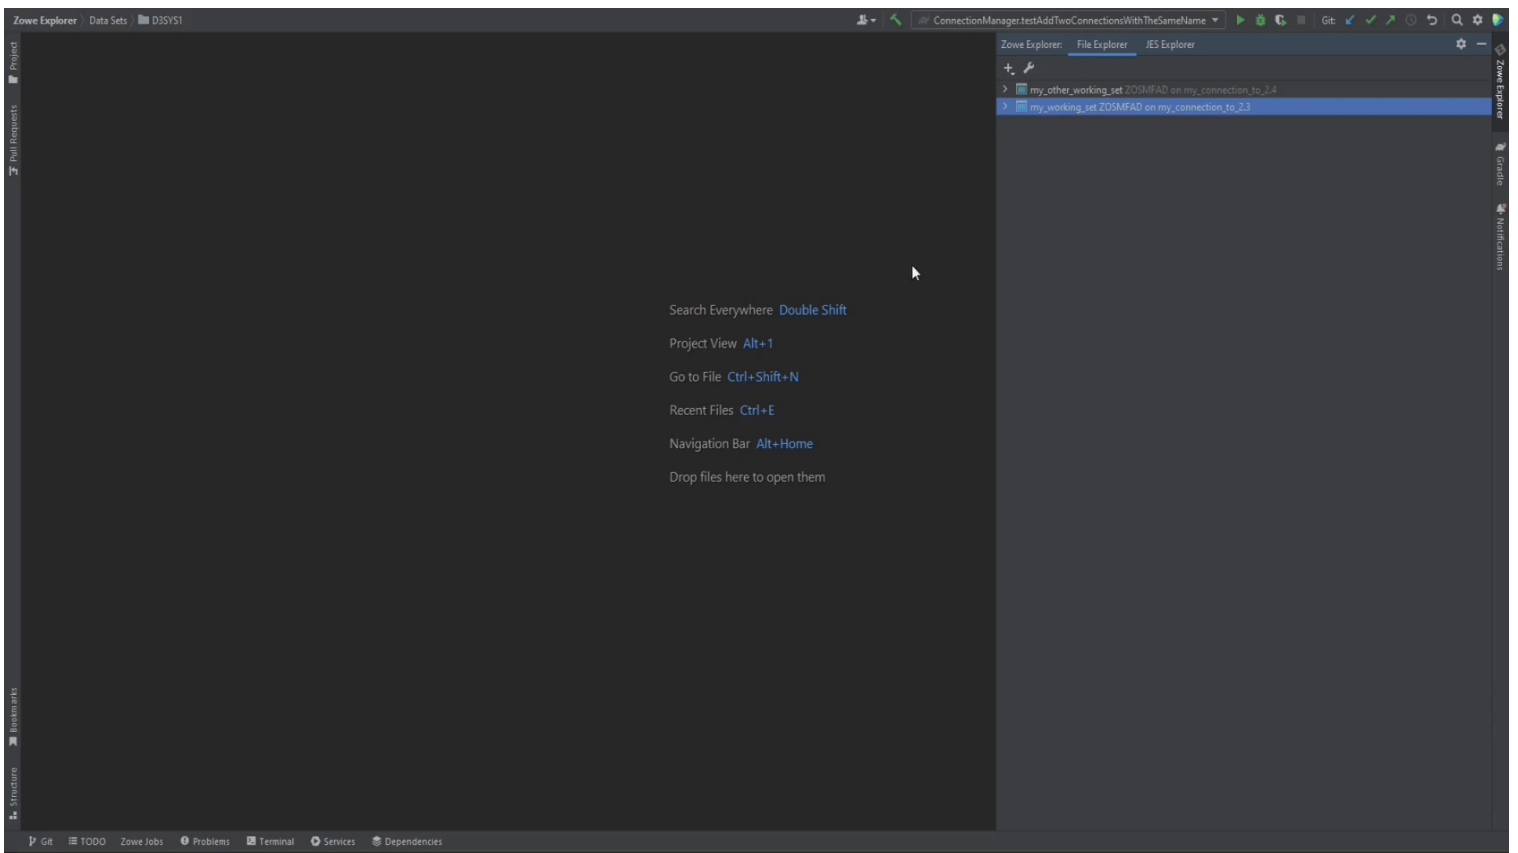 Zowe Explorer Data Sets D3SYS1
ConnectionManager.testAddTwoConnectionsWithTheSameName
Git:
Zowe Explorer: File Explorer JES Explorer
my_other_working_set ZOSMFAD on my_connection_to_2.4
my_working_set ZOSMFAD on my_connection_to_2.3
Project
Pull Requests
Zowe Explorer
Gradle
Notifications
Search Everywhere Double Shift
Project View Alt+1
Go to File Ctrl+Shift+N
Recent Files Ctrl+E
Navigation Bar Alt+Home
Drop files here to open them
Bookmarks
Structure
Git TODO Zowe Jobs Problems Terminal Services Dependencies